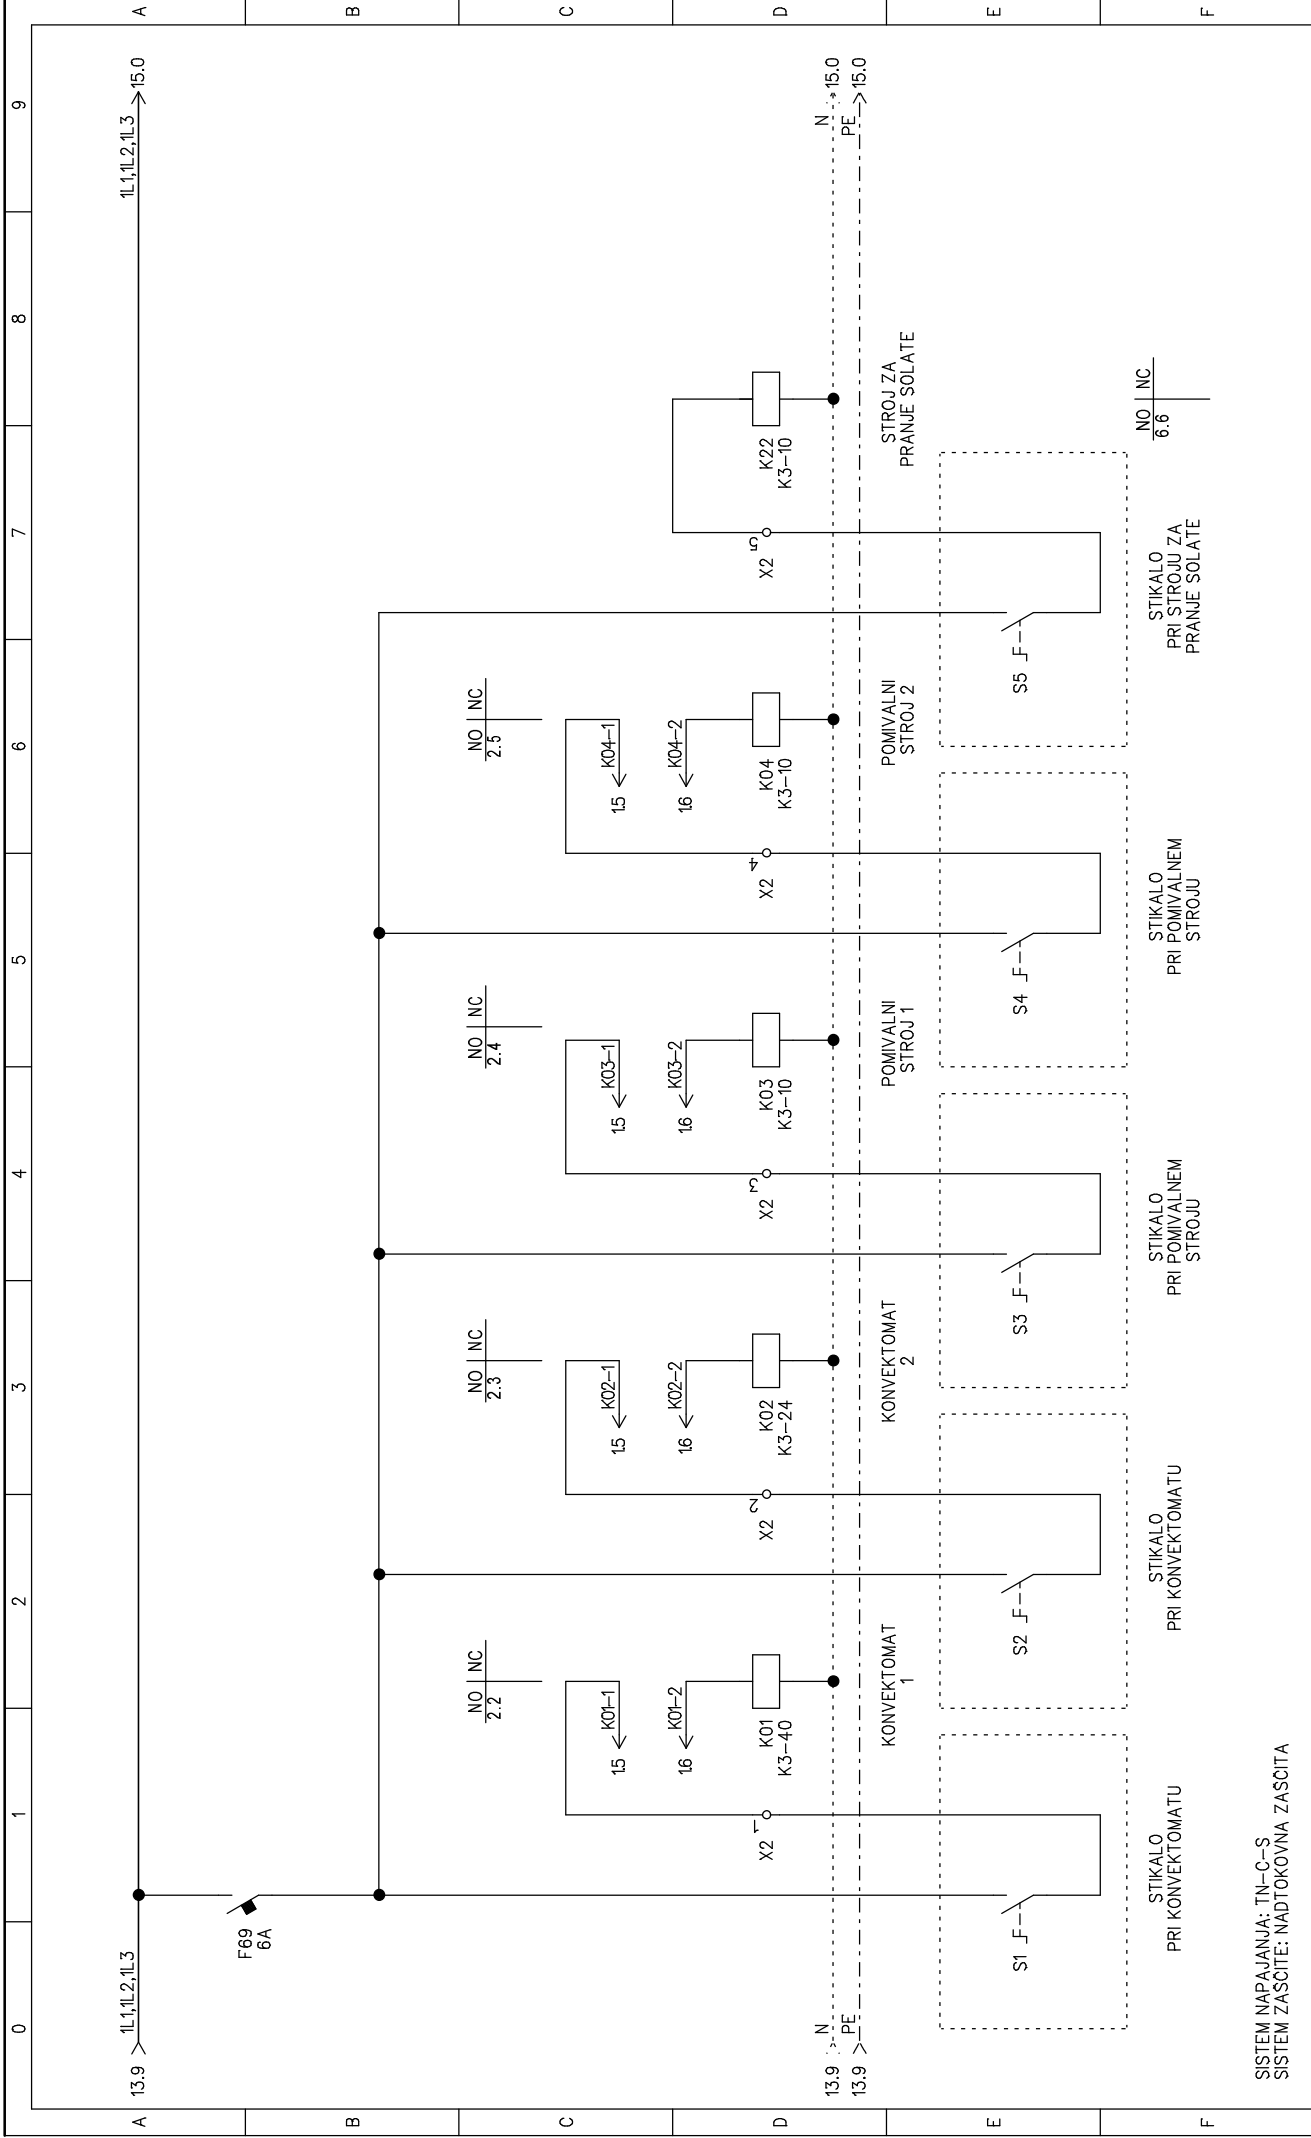 0 1 2 3 4 5 6 7 8 9
A
B
C
D
E
F
A
B
C
D
E
F
13.9
1L1,1L2,1L3
1L1,1L2,1L3
15.0
F69
6A
NO NC
2.2
NO NC
2.3
NO NC
2.4
NO NC
2.5
1.5
K01-1
1.5
K02-1
1.5
K03-1
1.5
K04-1
1.6
K01-2
1.6
K02-2
1.6
K03-2
1.6
K04-2
X2
1
K01
K3-40
X2
2
K02
K3-24
X2
3
K03
K3-10
X2
4
K04
K3-10
X2
5
K22
K3-10
13.9
N
N
15.0
13.9
PE
PE
15.0
KONVEKTOMAT
1
KONVEKTOMAT
2
POMIVALNI
STROJ 1
POMIVALNI
STROJ 2
STROJ ZA
PRANJE SOLATE
S1
S2
S3
S4
S5
STIKALO
PRI KONVEKTOMATU
STIKALO
PRI KONVEKTOMATU
STIKALO
PRI POMIVALNEM
STROJU
STIKALO
PRI POMIVALNEM
STROJU
STIKALO
PRI STROJU ZA
PRANJE SOLATE
NO NC
6.6
SISTEM NAPAJANJA: TN-C-S
SISTEM ZAŠČITE: NADTOKOVNA ZAŠČITA